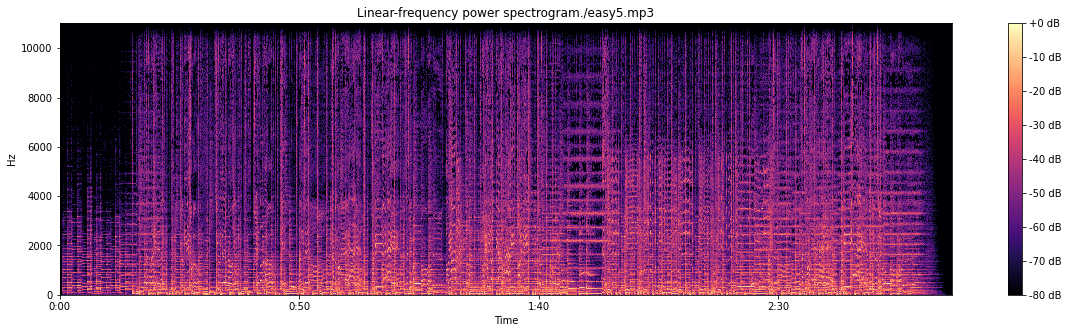 Linear-frequency power spectrogram./easy5.mp3
10000
8000
6000
4000
2000
0
Hz
0:00
0:50
1:40
2:30
Time
+0 dB
-10 dB
-20 dB
-30 dB
-40 dB
-50 dB
-60 dB
-70 dB
-80 dB